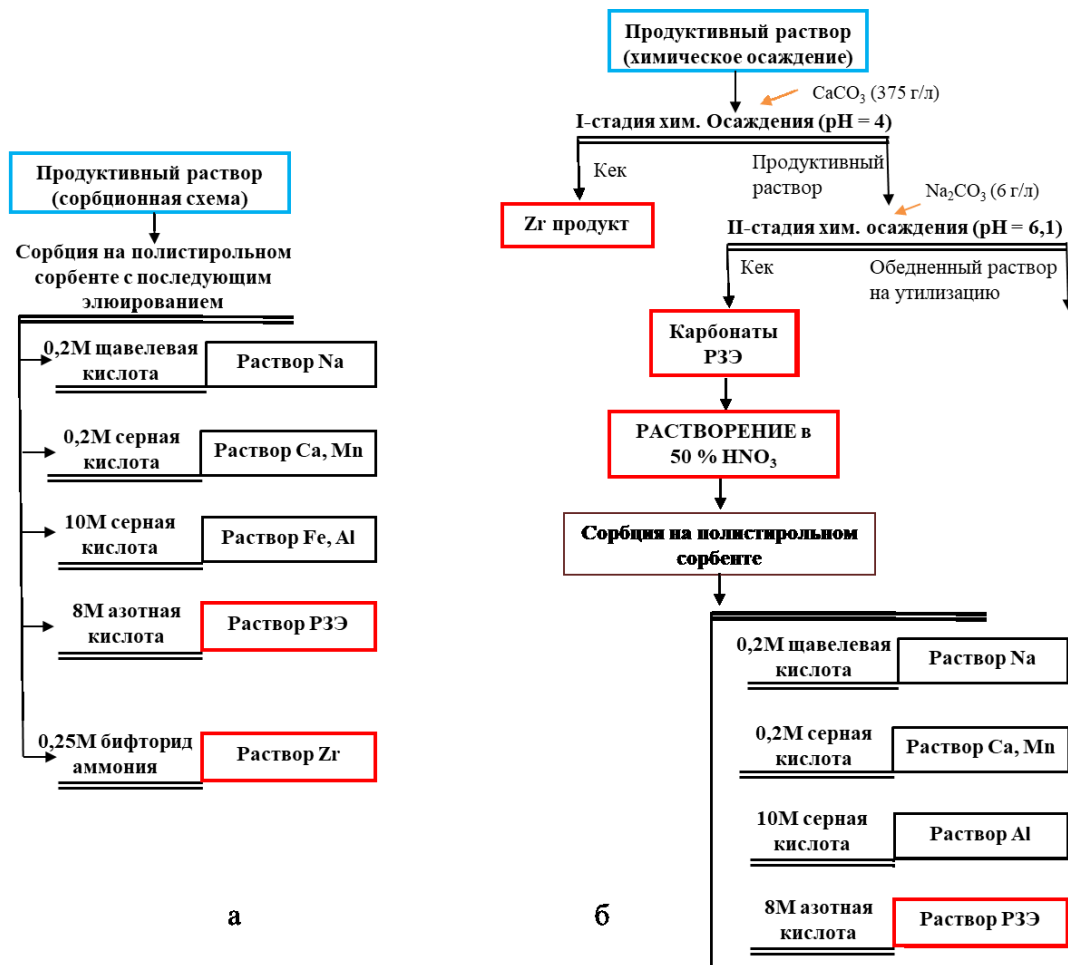 Продуктивный раствор
(сорбционная схема)
Сорбция на полистирольном
сорбенте с последующим
элюированием
0,2М щавелевая
кислота
Раствор Na
0,2М серная
кислота
Раствор Ca, Mn
10М серная
кислота
Раствор Fe, Al
8М азотная
кислота
Раствор РЗЭ
0,25М бифторид
аммония
Раствор Zr
а
Продуктивный раствор
(химическое осаждение)
CaCO₃ (375 г/л)
I-стадия хим. Осаждения (pH = 4)
Кек
Продуктивный
раствор
Zr продукт
Na₂CO₃ (6 г/л)
II-стадия хим. осаждения (pH = 6,1)
Кек
Обедненный раствор
на утилизацию
Карбонаты
РЗЭ
РАСТВОРЕНИЕ в
50 % HNO₃
Сорбция на полистирольном
сорбенте
0,2М щавелевая
кислота
Раствор Na
0,2М серная
кислота
Раствор Ca, Mn
10М серная
кислота
Раствор Al
8М азотная
кислота
Раствор РЗЭ
б